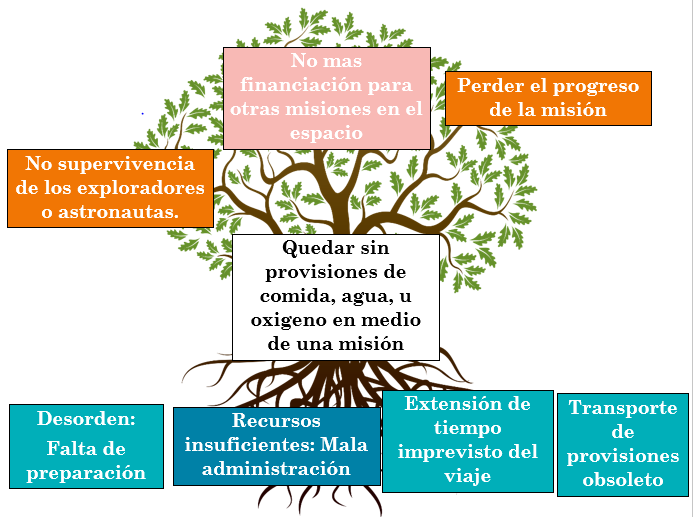 No mas
financiación para
otras misiones en el
espacio
Perder el progreso
de la misión
No supervivencia
de los exploradores
o astronautas.
Quedar sin
provisiones de
comida, agua, u
oxigeno en medio
de una misión
Desorden:
Falta de
preparación
Recursos
insuficientes: Mala
administración
Extensión de
tiempo
imprevisto del
viaje
Transporte
de
provisiones
obsoleto